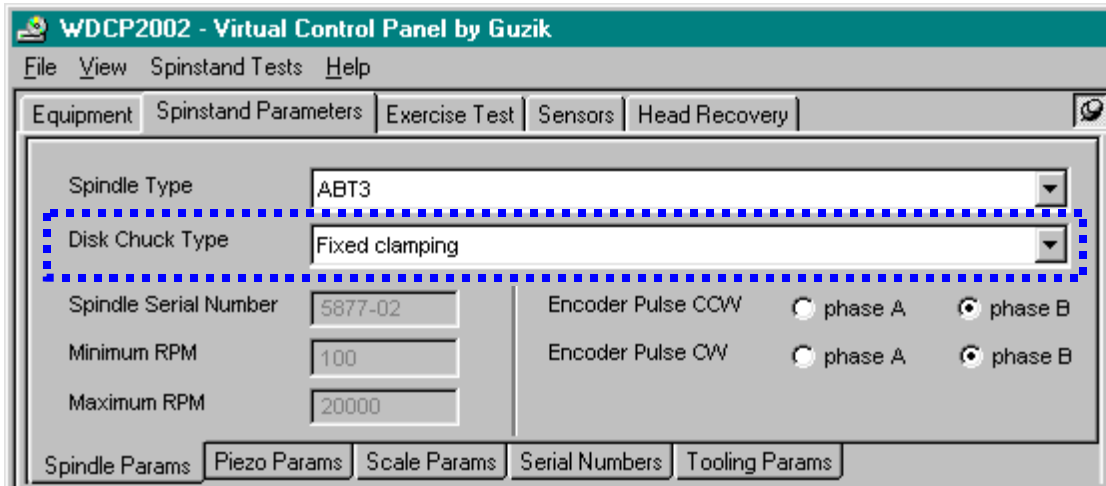 WDCP2002 - Virtual Control Panel by Guzik
File View Spinstand Tests Help
Equipment Spinstand Parameters Exercise Test Sensors Head Recovery
Spindle Type ABT3
Disk Chuck Type Fixed clamping
Spindle Serial Number 5877-02 Encoder Pulse CCW phase A phase B
Minimum RPM 100 Encoder Pulse CW phase A phase B
Maximum RPM 20000
Spindle Params Piezo Params Scale Params Serial Numbers Tooling Params